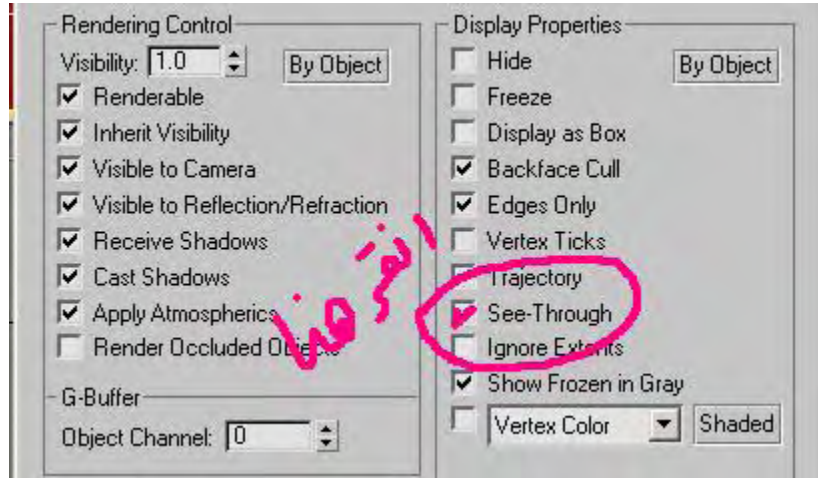 Rendering Control
Visibility: 1.0
By Object
Renderable
Inherit Visibility
Visible to Camera
Visible to Reflection/Refraction
Receive Shadows
Cast Shadows
Apply Atmospherics
Render Occluded Objects
G-Buffer
Object Channel: 0
Display Properties
Hide
By Object
Freeze
Display as Box
Backface Cull
Edges Only
Vertex Ticks
Trajectory
See-Through
Ignore Extents
Show Frozen in Gray
Vertex Color
Shaded
انقر هنا